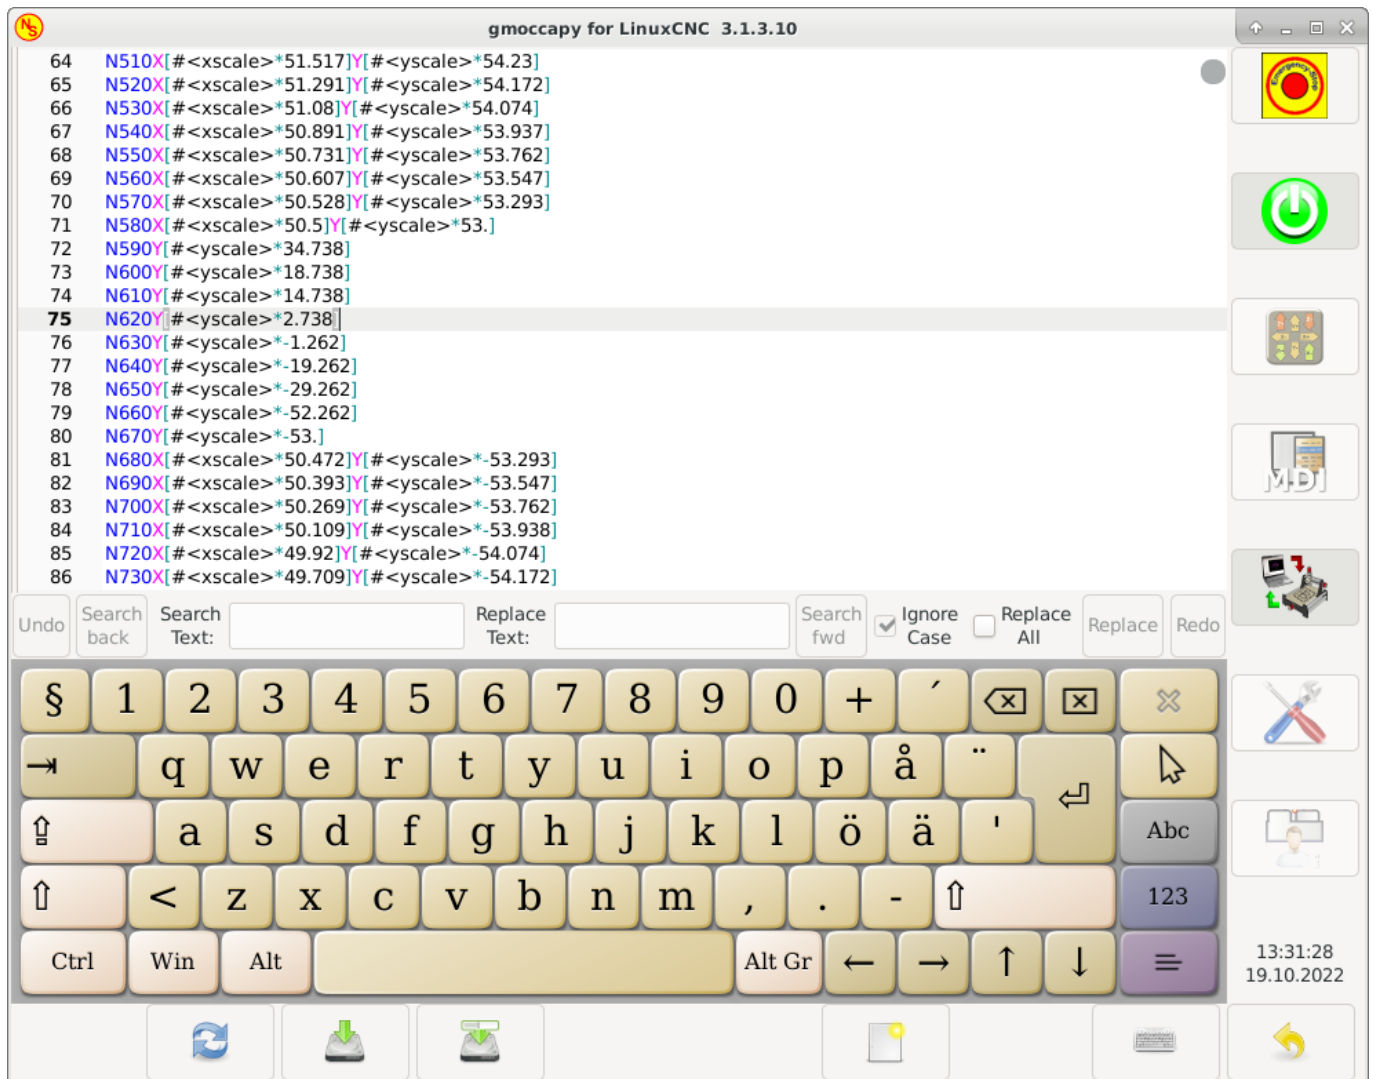 NS
gmoccapy for LinuxCNC 3.1.3.10
64 N510X[#<xscale>*51.517]Y[#<yscale>*54.23]
65 N520X[#<xscale>*51.291]Y[#<yscale>*54.172]
66 N530X[#<xscale>*51.08]Y[#<yscale>*54.074]
67 N540X[#<xscale>*50.891]Y[#<yscale>*53.937]
68 N550X[#<xscale>*50.731]Y[#<yscale>*53.762]
69 N560X[#<xscale>*50.607]Y[#<yscale>*53.547]
70 N570X[#<xscale>*50.528]Y[#<yscale>*53.293]
71 N580X[#<xscale>*50.5]Y[#<yscale>*53.]
72 N590Y[#<yscale>*34.738]
73 N600Y[#<yscale>*18.738]
74 N610Y[#<yscale>*14.738]
75 N620Y[#<yscale>*2.738]
76 N630Y[#<yscale>*-1.262]
77 N640Y[#<yscale>*-19.262]
78 N650Y[#<yscale>*-29.262]
79 N660Y[#<yscale>*-52.262]
80 N670Y[#<yscale>*-53.]
81 N680X[#<xscale>*50.472]Y[#<yscale>*-53.293]
82 N690X[#<xscale>*50.393]Y[#<yscale>*-53.547]
83 N700X[#<xscale>*50.269]Y[#<yscale>*-53.762]
84 N710X[#<xscale>*50.109]Y[#<yscale>*-53.938]
85 N720X[#<xscale>*49.92]Y[#<yscale>*-54.074]
86 N730X[#<xscale>*49.709]Y[#<yscale>*-54.172]
Emergency-Stop
MDI
Undo
Search back
Search Text:
Replace Text:
Search fwd
Ignore Case
Replace All
Replace
Redo
§ 1 2 3 4 5 6 7 8 9 0 + ´
q w e r t y u i o p å ¨
a s d f g h j k l ö ä ' Abc
< z x c v b n m , . - 123
Ctrl Win Alt Alt Gr ← → ↑ ↓
13:31:28
19.10.2022